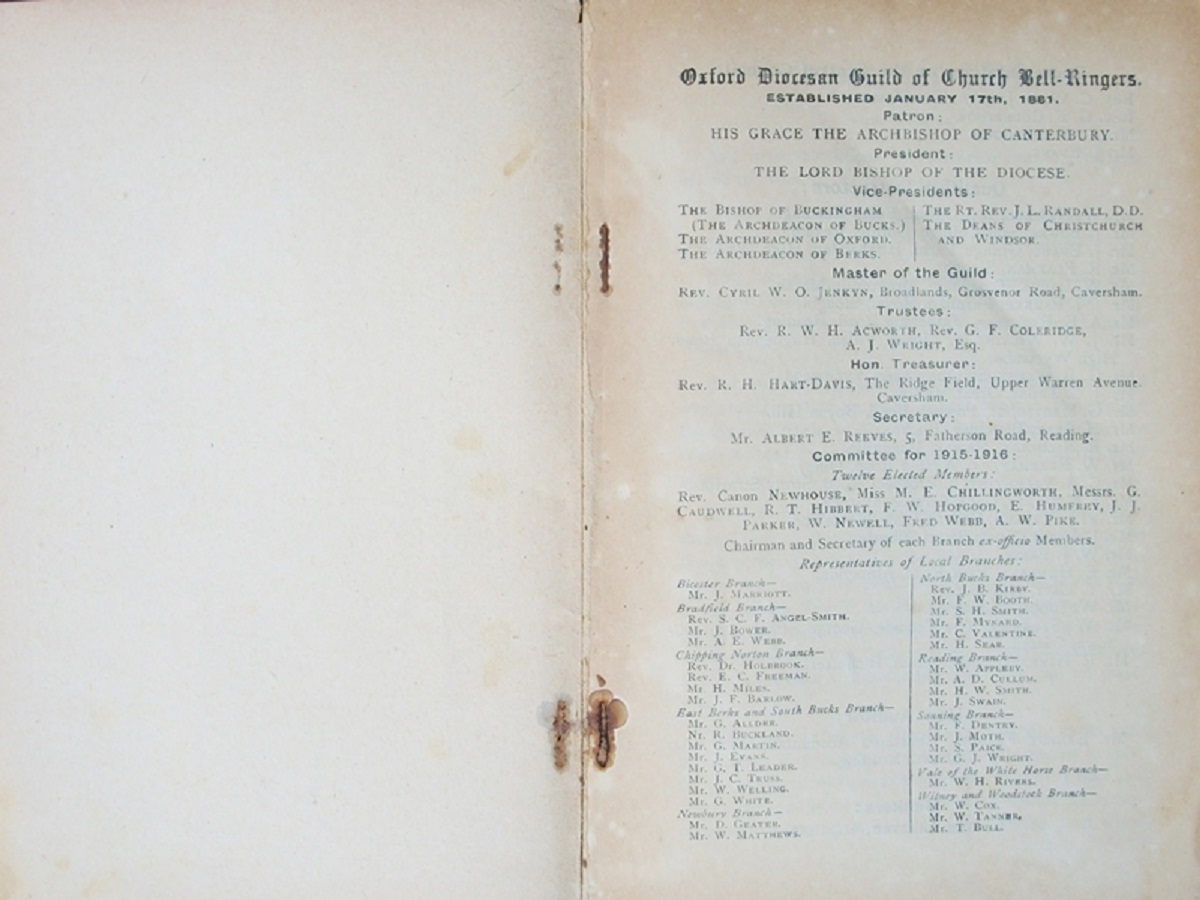 Oxford Diocesan Guild of Church Bell-Ringers.
ESTABLISHED JANUARY 17th, 1881.
Patron:
HIS GRACE THE ARCHBISHOP OF CANTERBURY.
President:
THE LORD BISHOP OF THE DIOCESE.
Vice-Presidents:
THE BISHOP OF BUCKINGHAM
(THE ARCHDEACON OF BUCKS.)
THE ARCHDEACON OF OXFORD.
THE ARCHDEACON OF BERKS.
THE RT. REV. J. L. RANDALL, D.D.
THE DEANS OF CHRISTCHURCH
AND WINDSOR.
Master of the Guild:
REV. CYRIL W. O. JENKYN, Broadlands, Grosvenor Road, Caversham.
Trustees:
Rev. R. W. H. ACWORTH, Rev. G. F. COLERIDGE,
A. J. WRIGHT, Esq.
Hon. Treasurer:
Rev. R. H. HART-DAVIS, The Ridge Field, Upper Warren Avenue.
Caversham.
Secretary:
Mr. ALBERT E. REEVES, 5, Fatherson Road, Reading.
Committee for 1915-1916:
Twelve Elected Members:
Rev. Canon NEWHOUSE, Miss M. E. CHILLINGWORTH, Messrs. G.
CAUDWELL, R. T. HIBBERT, F. W. HOPGOOD, E. HUMFREY, J. J.
PARKER, W. NEWELL, FRED WEBB, A. W. PIKE.
Chairman and Secretary of each Branch ex-officio Members.
Representatives of Local Branches:
Bicester Branch—
Mr. J. MARRIOTT.
Bradfield Branch—
Rev. S. C. F. ANGEL-SMITH.
Mr. J. BOWER.
Mr. A. E. WEBB.
Chipping Norton Branch—
Rev. Dr. HOLBROOK.
Rev. E. C. FREEMAN.
Mr. H. MILES.
Mr. J. F. BARLOW.
East Berks and South Bucks Branch—
Mr. G. ALLDER.
Nr. R. BUCKLAND.
Mr. G. MARTIN.
Mr. J. EVANS.
Mr. G. T. LEADER.
Mr. J. C. TRUSS.
Mr. W. WELLING.
Mr. G. WHITE.
Newbury Branch—
Mr. D. GEATER.
Mr. W. MATTHEWS.
North Bucks Branch—
Rev. J. B. KIRBY.
Mr. F. W. BOOTH.
Mr. S. H. SMITH.
Mr. F. MYNARD.
Mr. C. VALENTINE.
Mr. H. SEAR.
Reading Branch—
Mr. W. APPLEBY.
Mr. A. D. CULLUM.
Mr. H. W. SMITH.
Mr. J. SWAIN.
Sonning Branch—
Mr. F. DENTRY.
Mr. J. MOTH.
Mr. S. PAICE.
Mr. G. J. WRIGHT.
Vale of the White Horse Branch—
Mr. W. H. RIVERS.
Witney and Woodstock Branch—
Mr. W. COX.
Mr. W. TANNER.
Mr. T. BULL.